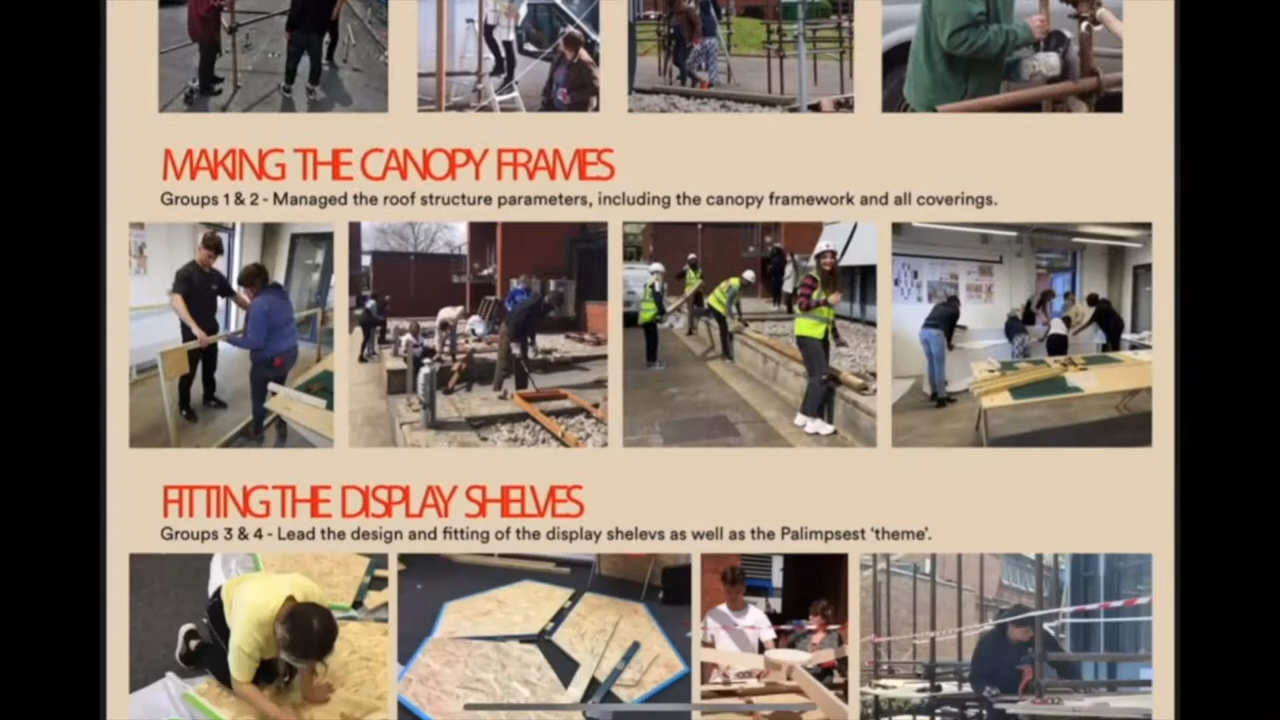 MAKING THE CANOPY FRAMES
Groups 1 & 2 - Managed the roof structure parameters, including the canopy framework and all coverings.
FITTING THE DISPLAY SHELVES
Groups 3 & 4 - Lead the design and fitting of the display shelevs as well as the Palimpsest ‘theme’.